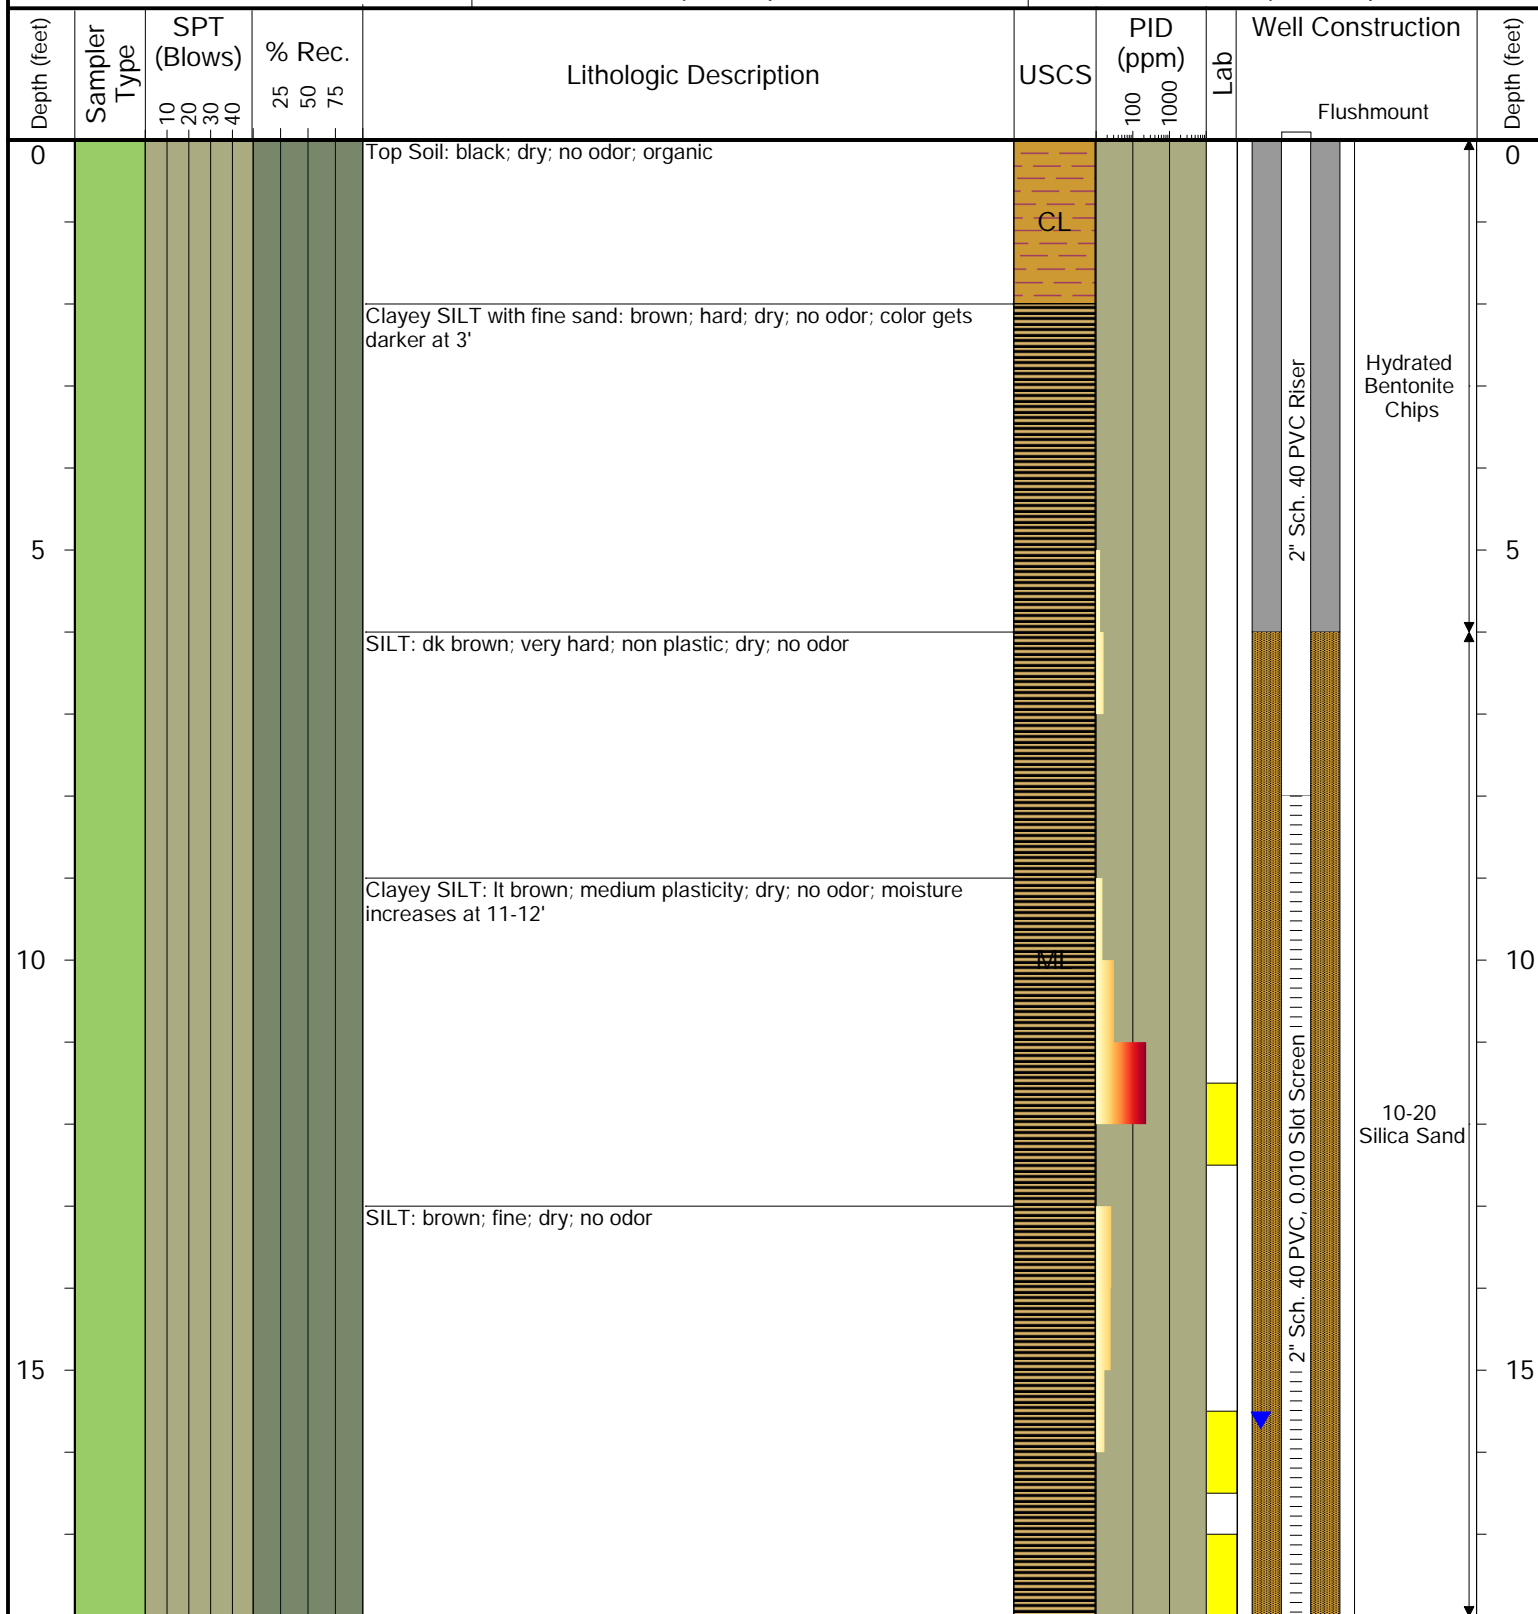 Depth (feet)
Sampler
Type
SPT
(Blows)
10 20 30 40
% Rec.
25 50 75
Lithologic Description
USCS
PID
(ppm)
100 1000
Lab
Well Construction
Flushmount
Depth (feet)
0
Top Soil: black; dry; no odor; organic
0
CL
Clayey SILT with fine sand: brown; hard; dry; no odor; color gets
darker at 3'
2" Sch. 40 PVC Riser
Hydrated
Bentonite
Chips
5
5
SILT: dk brown; very hard; non plastic; dry; no odor
Clayey SILT: lt brown; medium plasticity; dry; no odor; moisture
increases at 11-12'
10
ML
10
2" Sch. 40 PVC, 0.010 Slot Screen
10-20
Silica Sand
SILT: brown; fine; dry; no odor
15
15